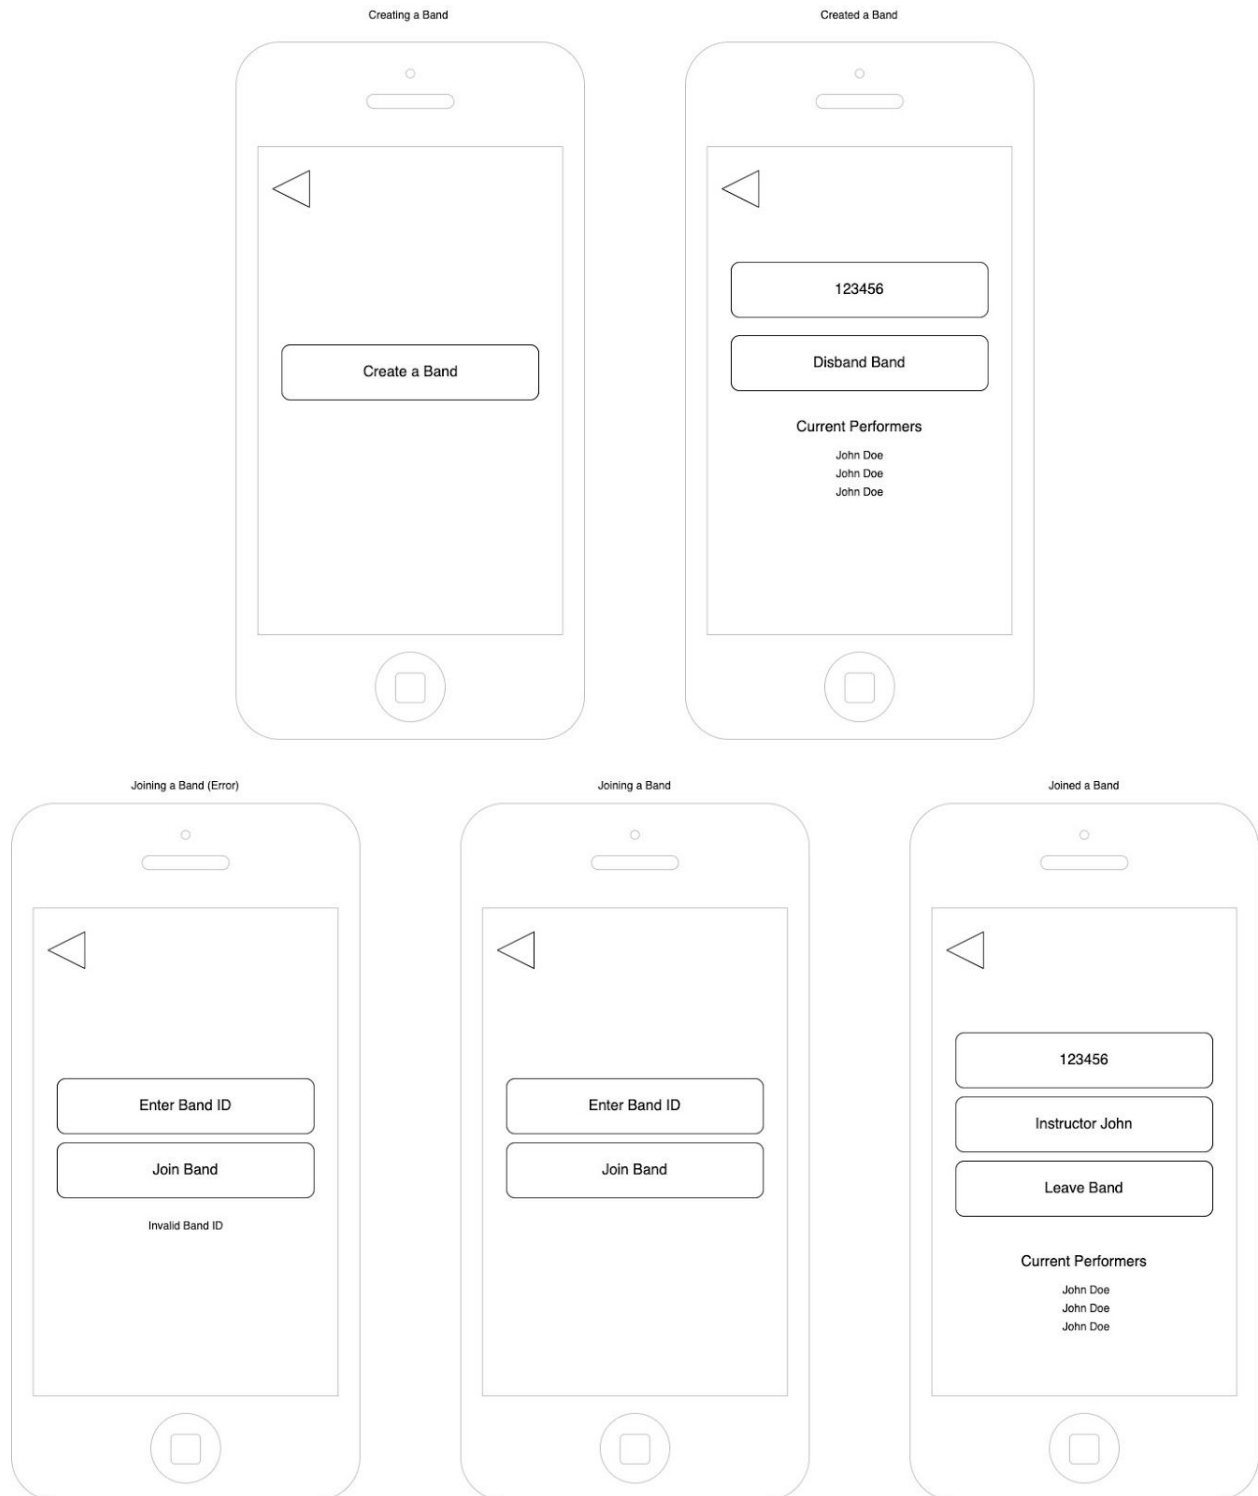 Creating a Band
Create a Band
Created a Band
123456
Disband Band
Current Performers
John Doe
John Doe
John Doe
Joining a Band (Error)
Enter Band ID
Join Band
Invalid Band ID
Joining a Band
Enter Band ID
Join Band
Joined a Band
123456
Instructor John
Leave Band
Current Performers
John Doe
John Doe
John Doe